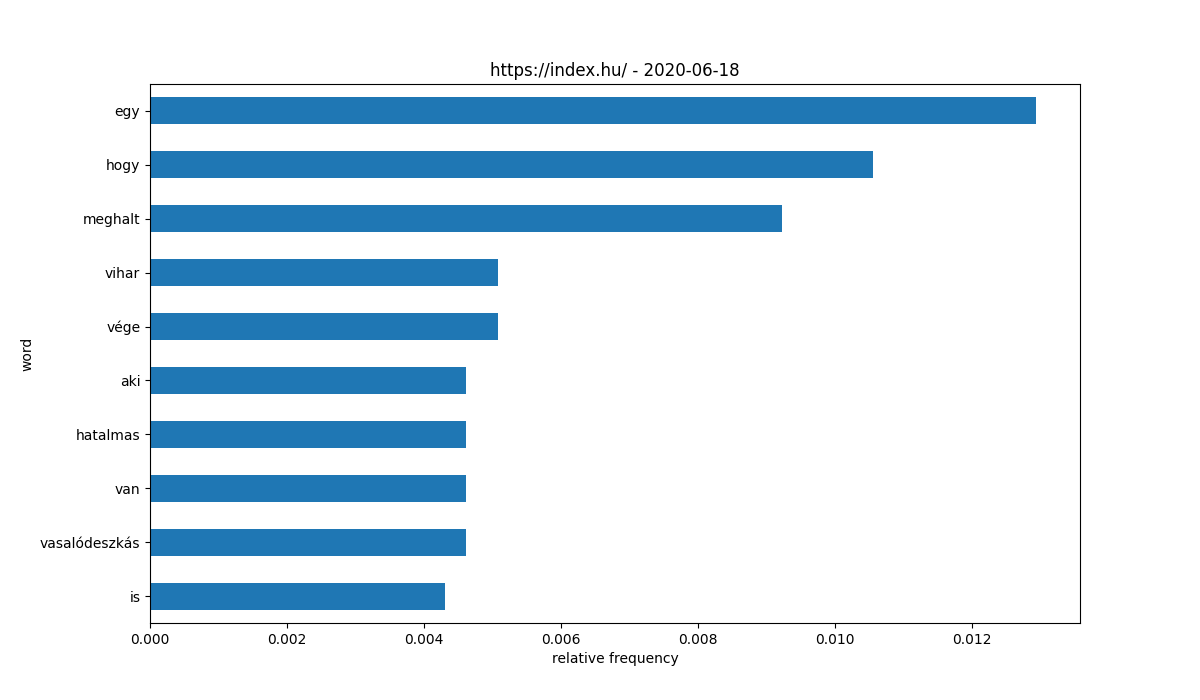 https://index.hu/ - 2020-06-18
egy
hogy
meghalt
vihar
vége
aki
hatalmas
van
vasalódeszkás
is
word
0.000 0.002 0.004 0.006 0.008 0.010 0.012
relative frequency